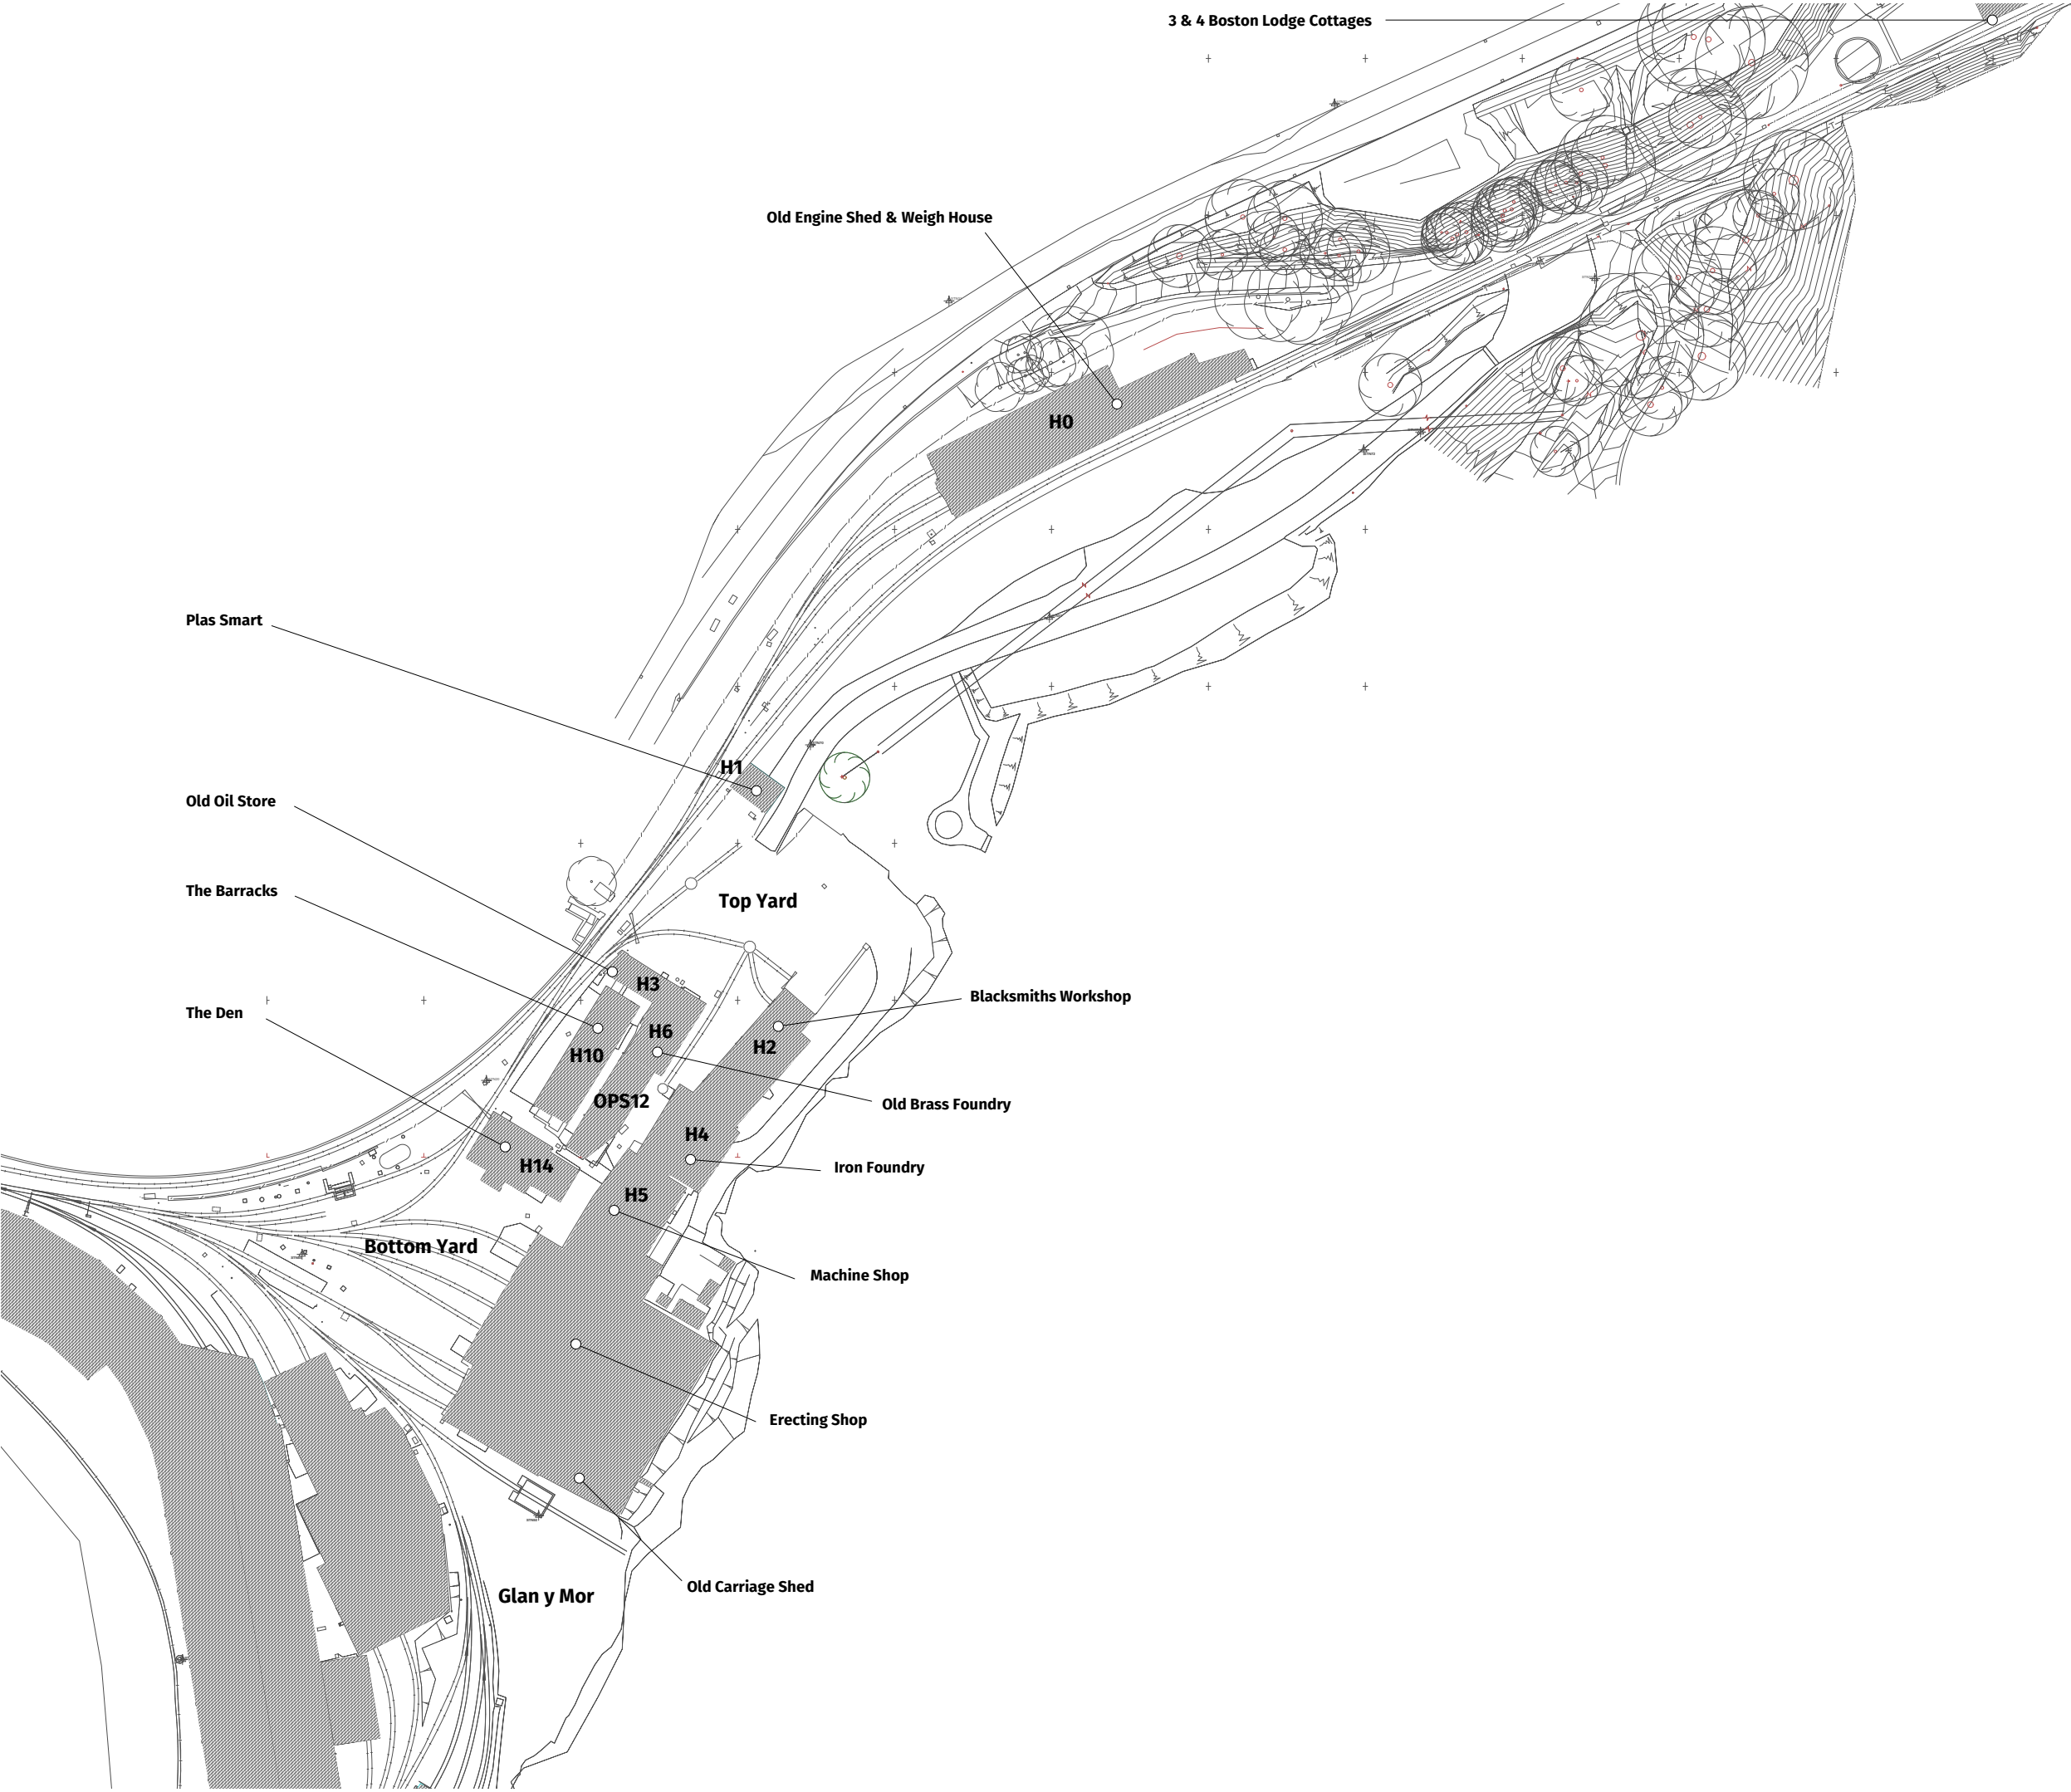 3 & 4 Boston Lodge Cottages
Old Engine Shed & Weigh House
H0
Plas Smart
H1
Old Oil Store
The Barracks
Top Yard
H3
Blacksmiths Workshop
The Den
H6
H2
H10
OPS12
Old Brass Foundry
H4
H14
Iron Foundry
H5
Bottom Yard
Machine Shop
Erecting Shop
Old Carriage Shed
Glan y Mor